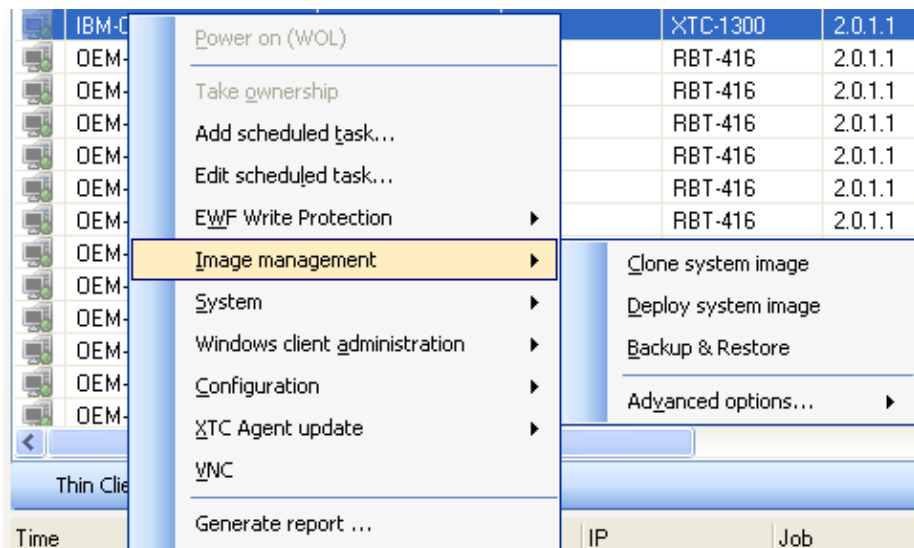 IBM-C XTC-1300 2.0.1.1
Power on (WOL)
OEM- RBT-416 2.0.1.1
OEM- RBT-416 2.0.1.1
Take ownership
OEM- RBT-416 2.0.1.1
Add scheduled task...
OEM- RBT-416 2.0.1.1
Edit scheduled task...
OEM- RBT-416 2.0.1.1
OEM- RBT-416 2.0.1.1
EWF Write Protection
OEM-
Image management
Clone system image
OEM-
System
Deploy system image
OEM-
Windows client administration
Backup & Restore
OEM-
Configuration
OEM-
Advanced options...
OEM-
XTC Agent update
VNC
Thin Clie
Generate report ...
Time IP Job